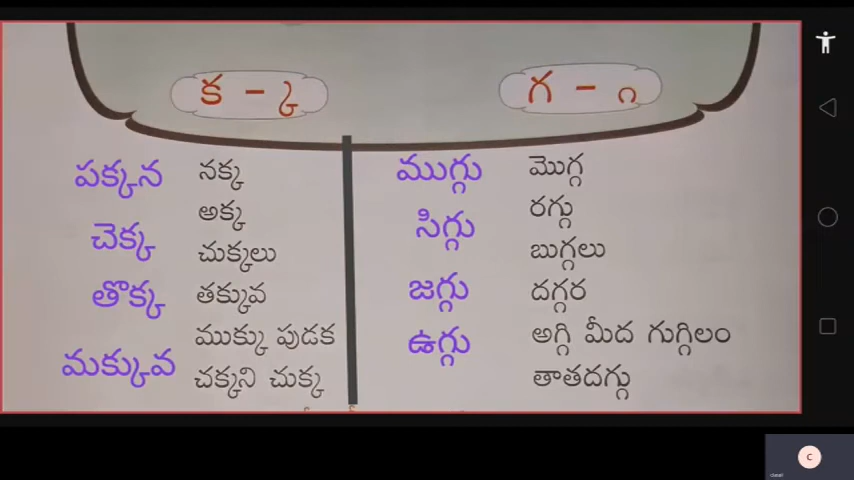 క - ్క
గ - ్గ
పక్కన
చెక్క
తొక్క
మక్కువ
నక్క
అక్క
చుక్కలు
తక్కువ
ముక్కు పుడక
చక్కని చుక్క
ముగ్గు
సిగ్గు
జగ్గు
ఉగ్గు
మొగ్గ
రగ్గు
బుగ్గలు
దగ్గర
అగ్గి మీద గుగ్గిలం
తాతదగ్గు
C